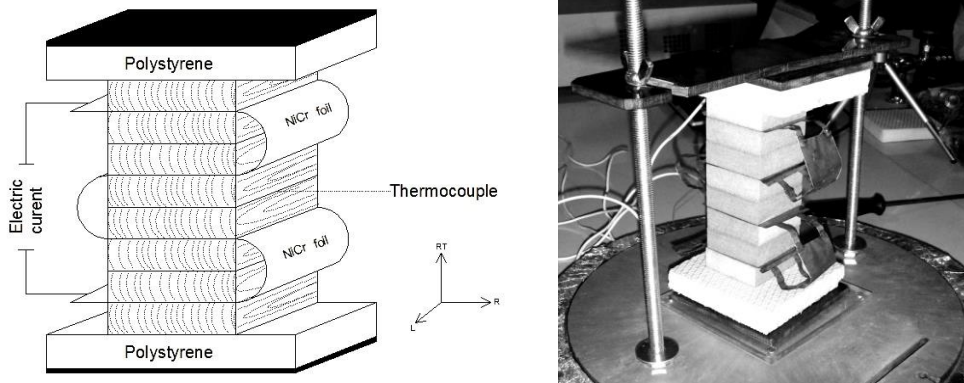 Polystyrene
NiCr foil
Electric
curent
Thermocouple
NiCr foil
RT
R
L
Polystyrene